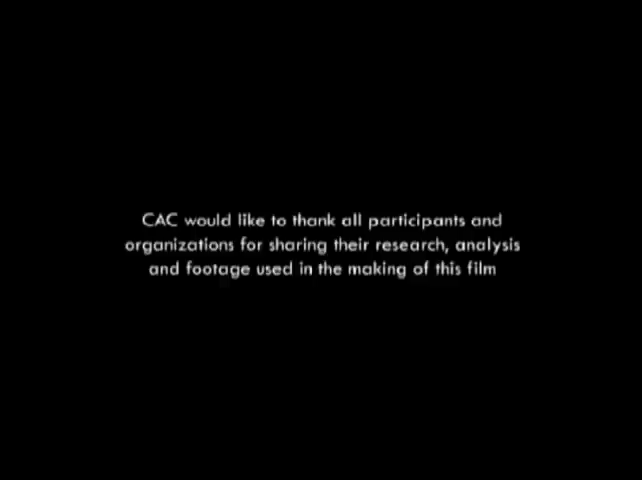 CAC would like to thank all participants and
organizations for sharing their research, analysis
and footage used in the making of this film